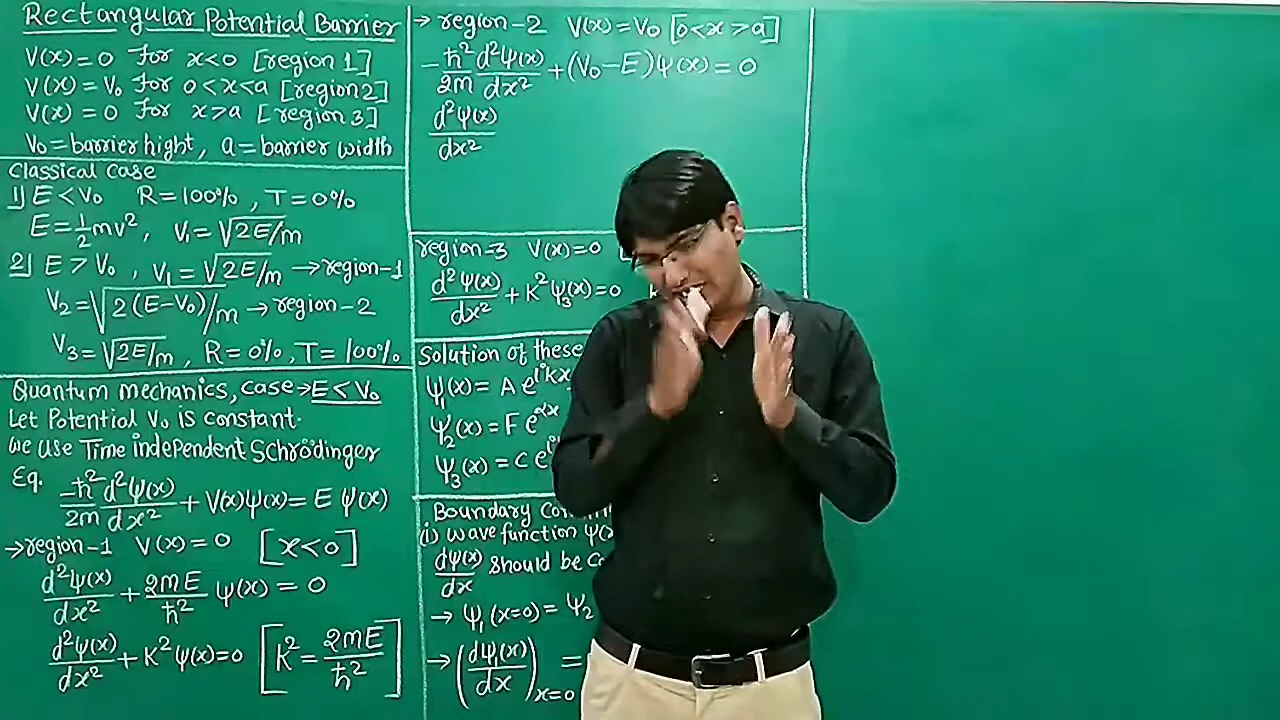 Rectangular Potential Barrier
V(x)=0 For x<0 [region 1]
V(x)=V₀ For 0<x<a [region2]
V(x)=0 For x>a [region 3]
V₀=barrier hight, a=barrier width
Classical Case
1) E<V₀ R=100%, T=0%
E=½mv², V₁=√2E/m
2) E>V₀, V₁=√2E/m →region-1
V₂=√2(E-V₀)/m → region-2
V₃=√2E/m, R=0%, T=100%
Quantum mechanics, case→E<V₀
Let Potential V₀ is constant.
We use Time independent Schrödinger
Eq. -ħ²/2m d²ψ(x)/dx² + V(x)ψ(x)= E ψ(x)
→region-1 V(x)=0 [x<0]
d²ψ(x)/dx² + 2mE/ħ² ψ(x)=0
d²ψ(x)/dx² + K²ψ(x)=0 [K²=2mE/ħ²]
→ region-2 V(x)=V₀ [0<x>a]
-ħ²/2m d²ψ(x)/dx² + (V₀-E)ψ(x)=0
d²ψ(x)/dx²
region-3 V(x)=0
d²ψ(x)/dx² + K²ψ₃(x)=0
Solution of these
ψ₁(x)= A e^ikx
ψ₂(x)= F e^αx
ψ₃(x)= C e^i
Boundary
(i) wave function ψ(x
dψ(x)/dx should be
→ ψ₁(x=0)= ψ₂
→ (dψ₁(x)/dx)x=0 =